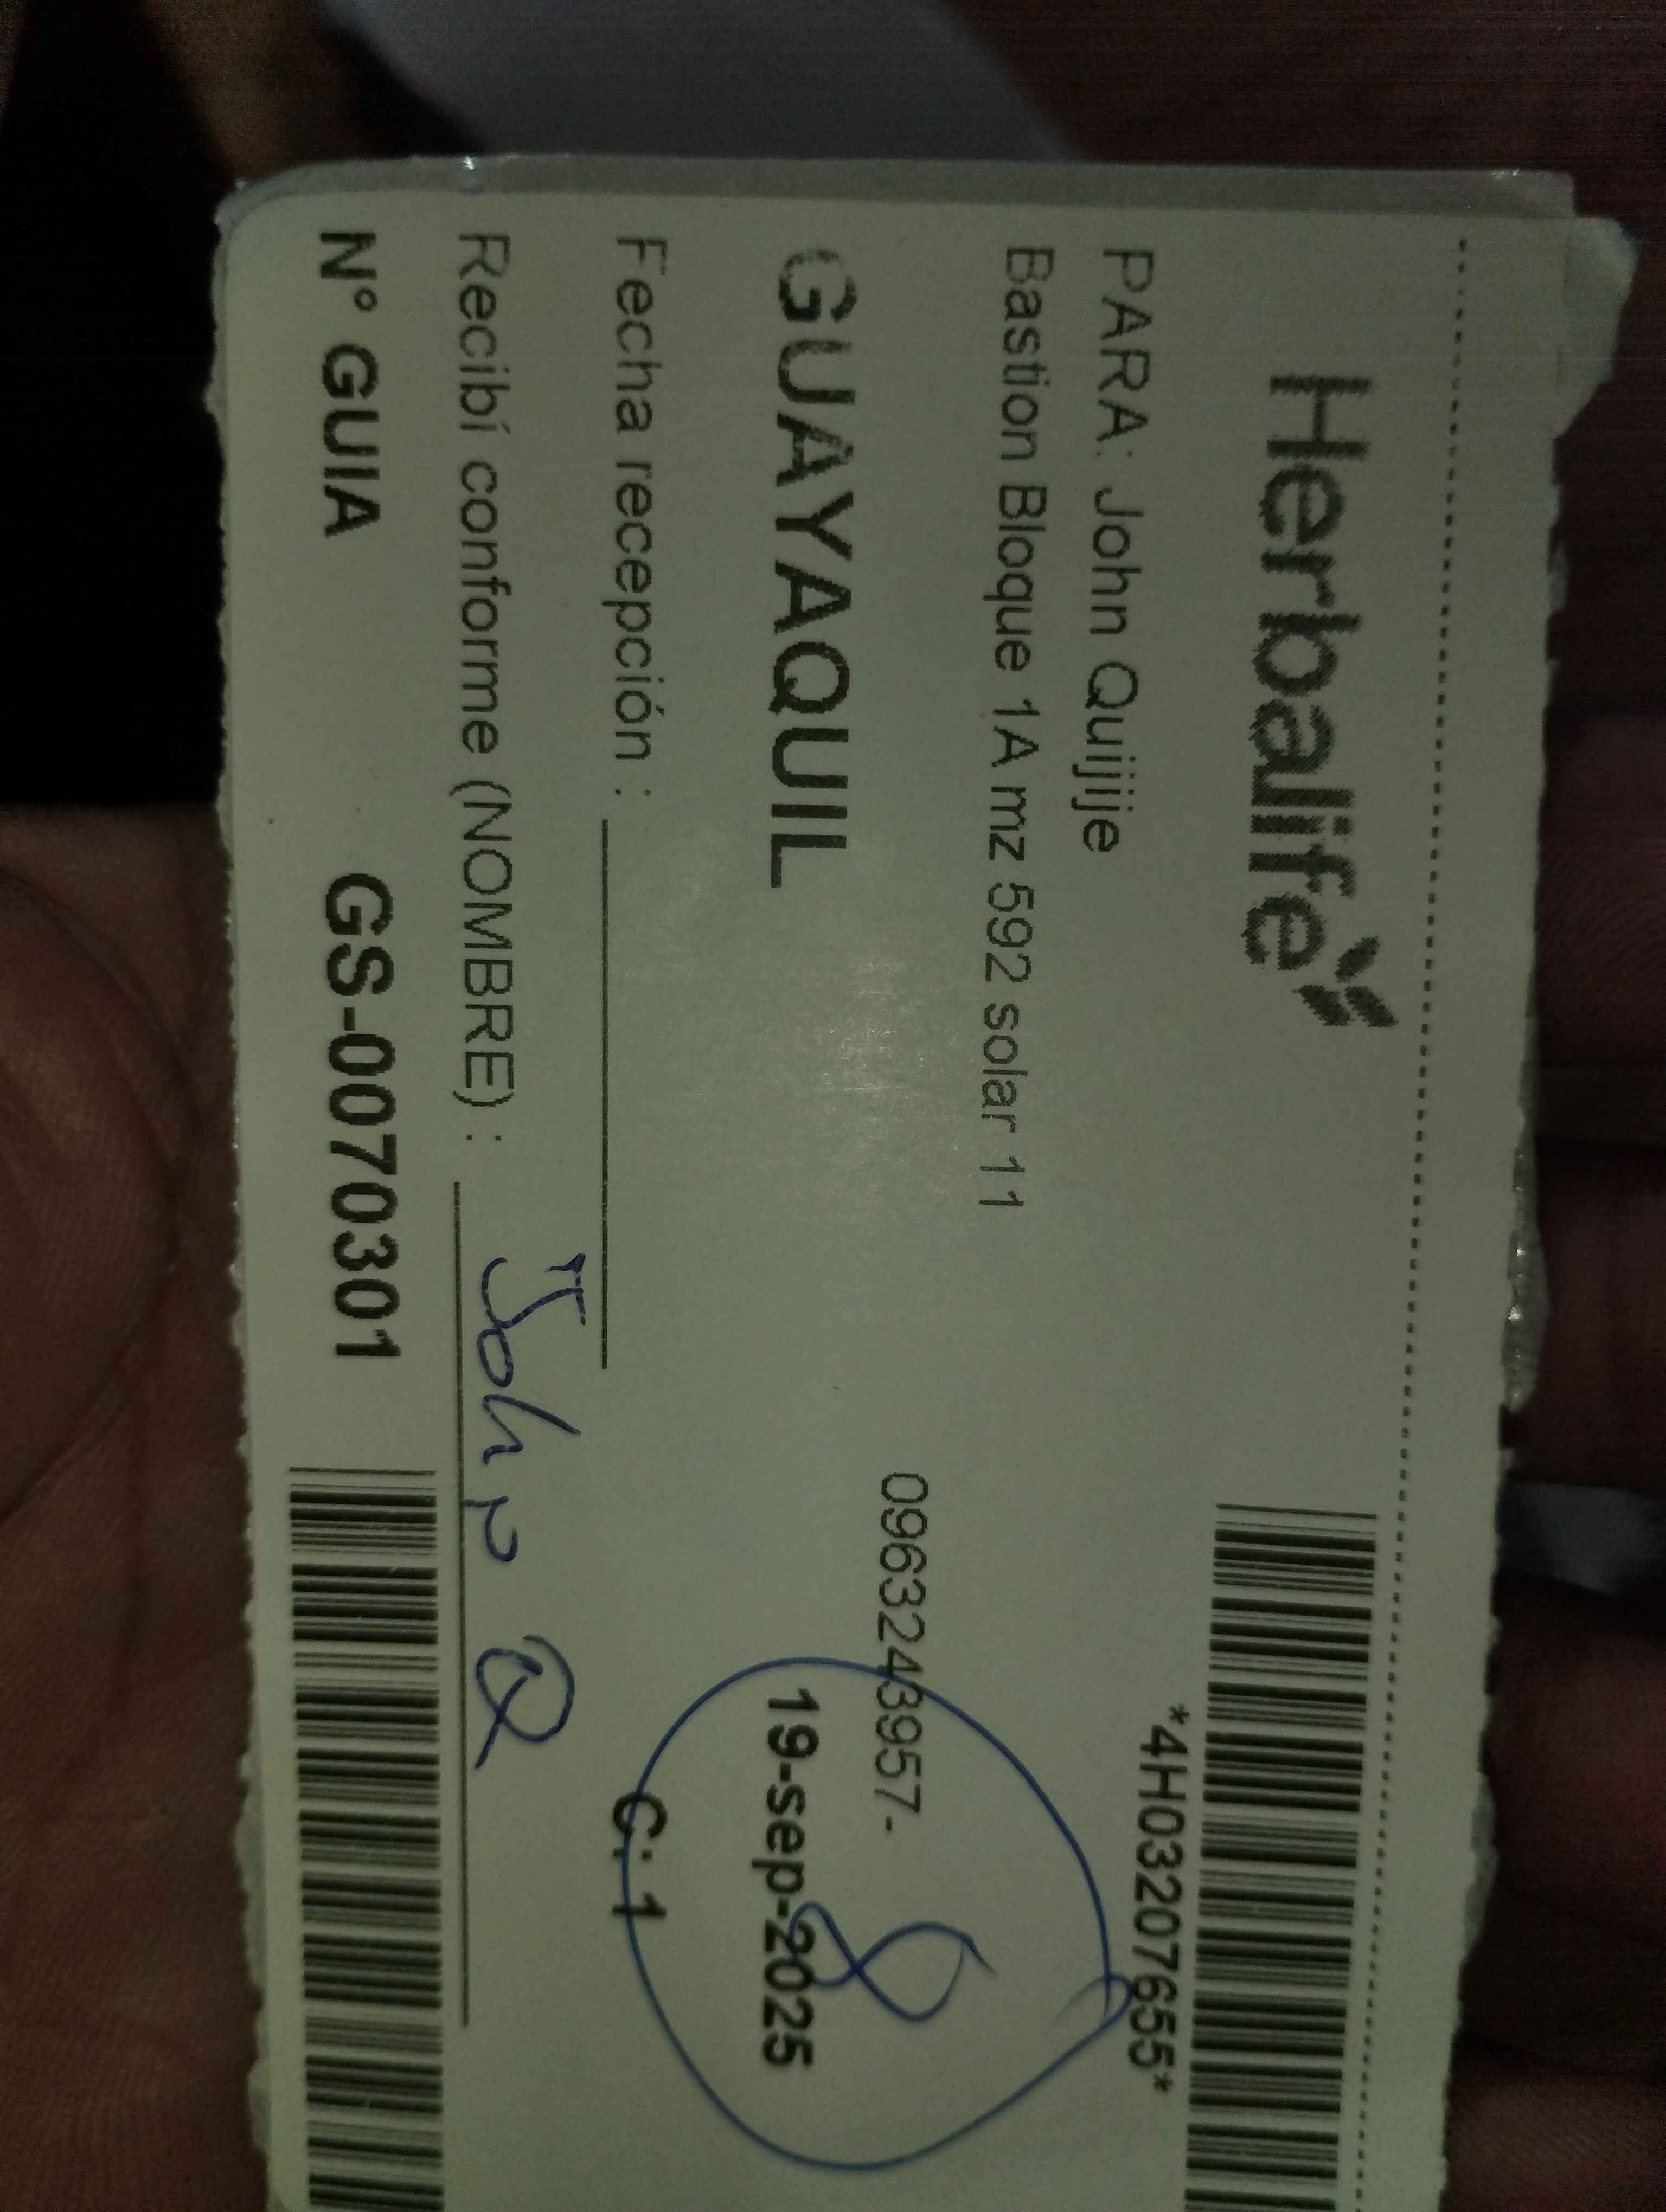 Herbalife
*4H03207655*
PARA: John Quijije
Bastion Bloque 1A mz 592 solar 11
0963243957-
GUAYAQUIL
19-sep-2025
8
Fecha recepción :
C: 1
Recibí conforme (NOMBRE) : John Q
N° GUIA GS-0070301